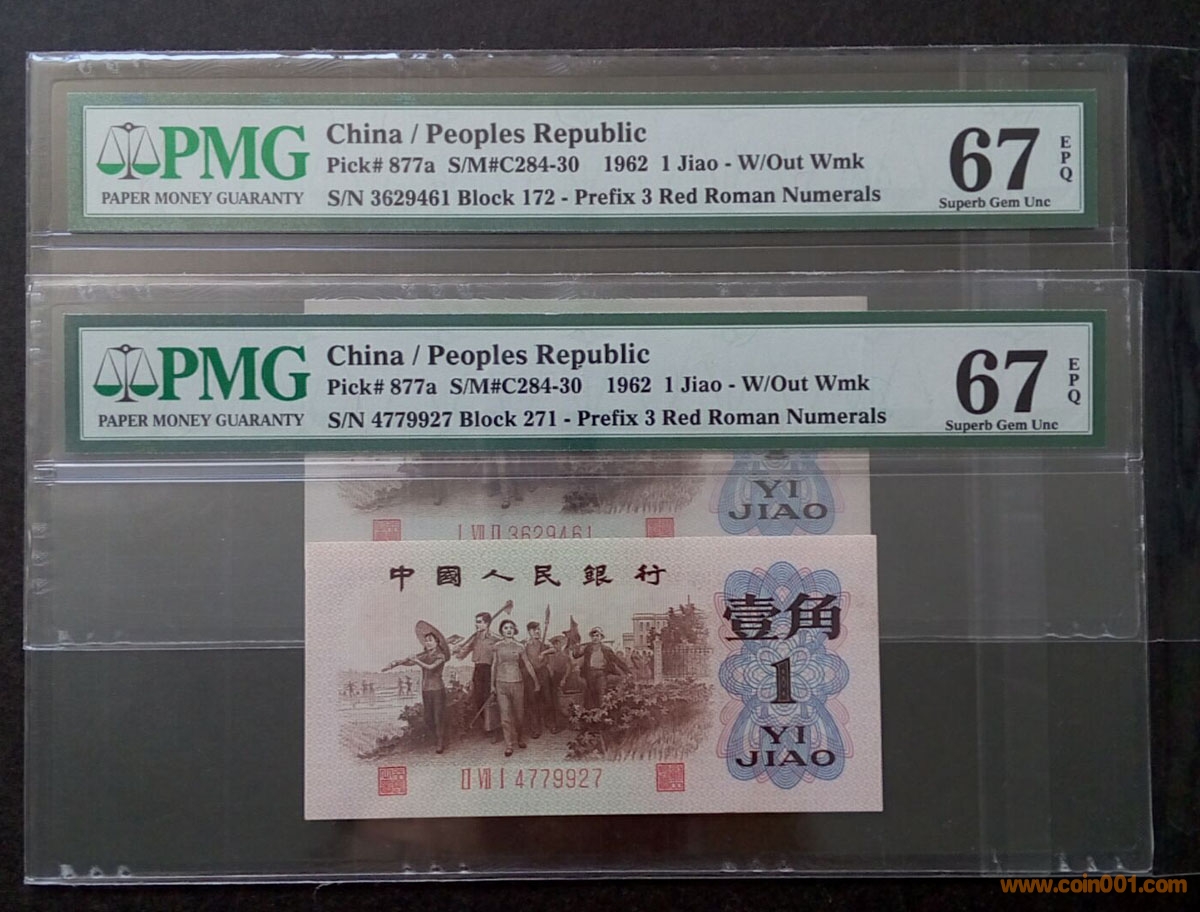 PMG
PAPER MONEY GUARANTY
China / Peoples Republic
Pick# 877a S/M#C284-30 1962 1 Jiao - W/Out Wmk
S/N 3629461 Block 172 - Prefix 3 Red Roman Numerals
67
EPQ
Superb Gem Unc
PMG
PAPER MONEY GUARANTY
China / Peoples Republic
Pick# 877a S/M#C284-30 1962 1 Jiao - W/Out Wmk
S/N 4779927 Block 271 - Prefix 3 Red Roman Numerals
67
EPQ
Superb Gem Unc
YI
JIAO
I VII II 3629461
中國人民銀行
壹角
1
YI
JIAO
II VII I 4779927
www.coin001.com